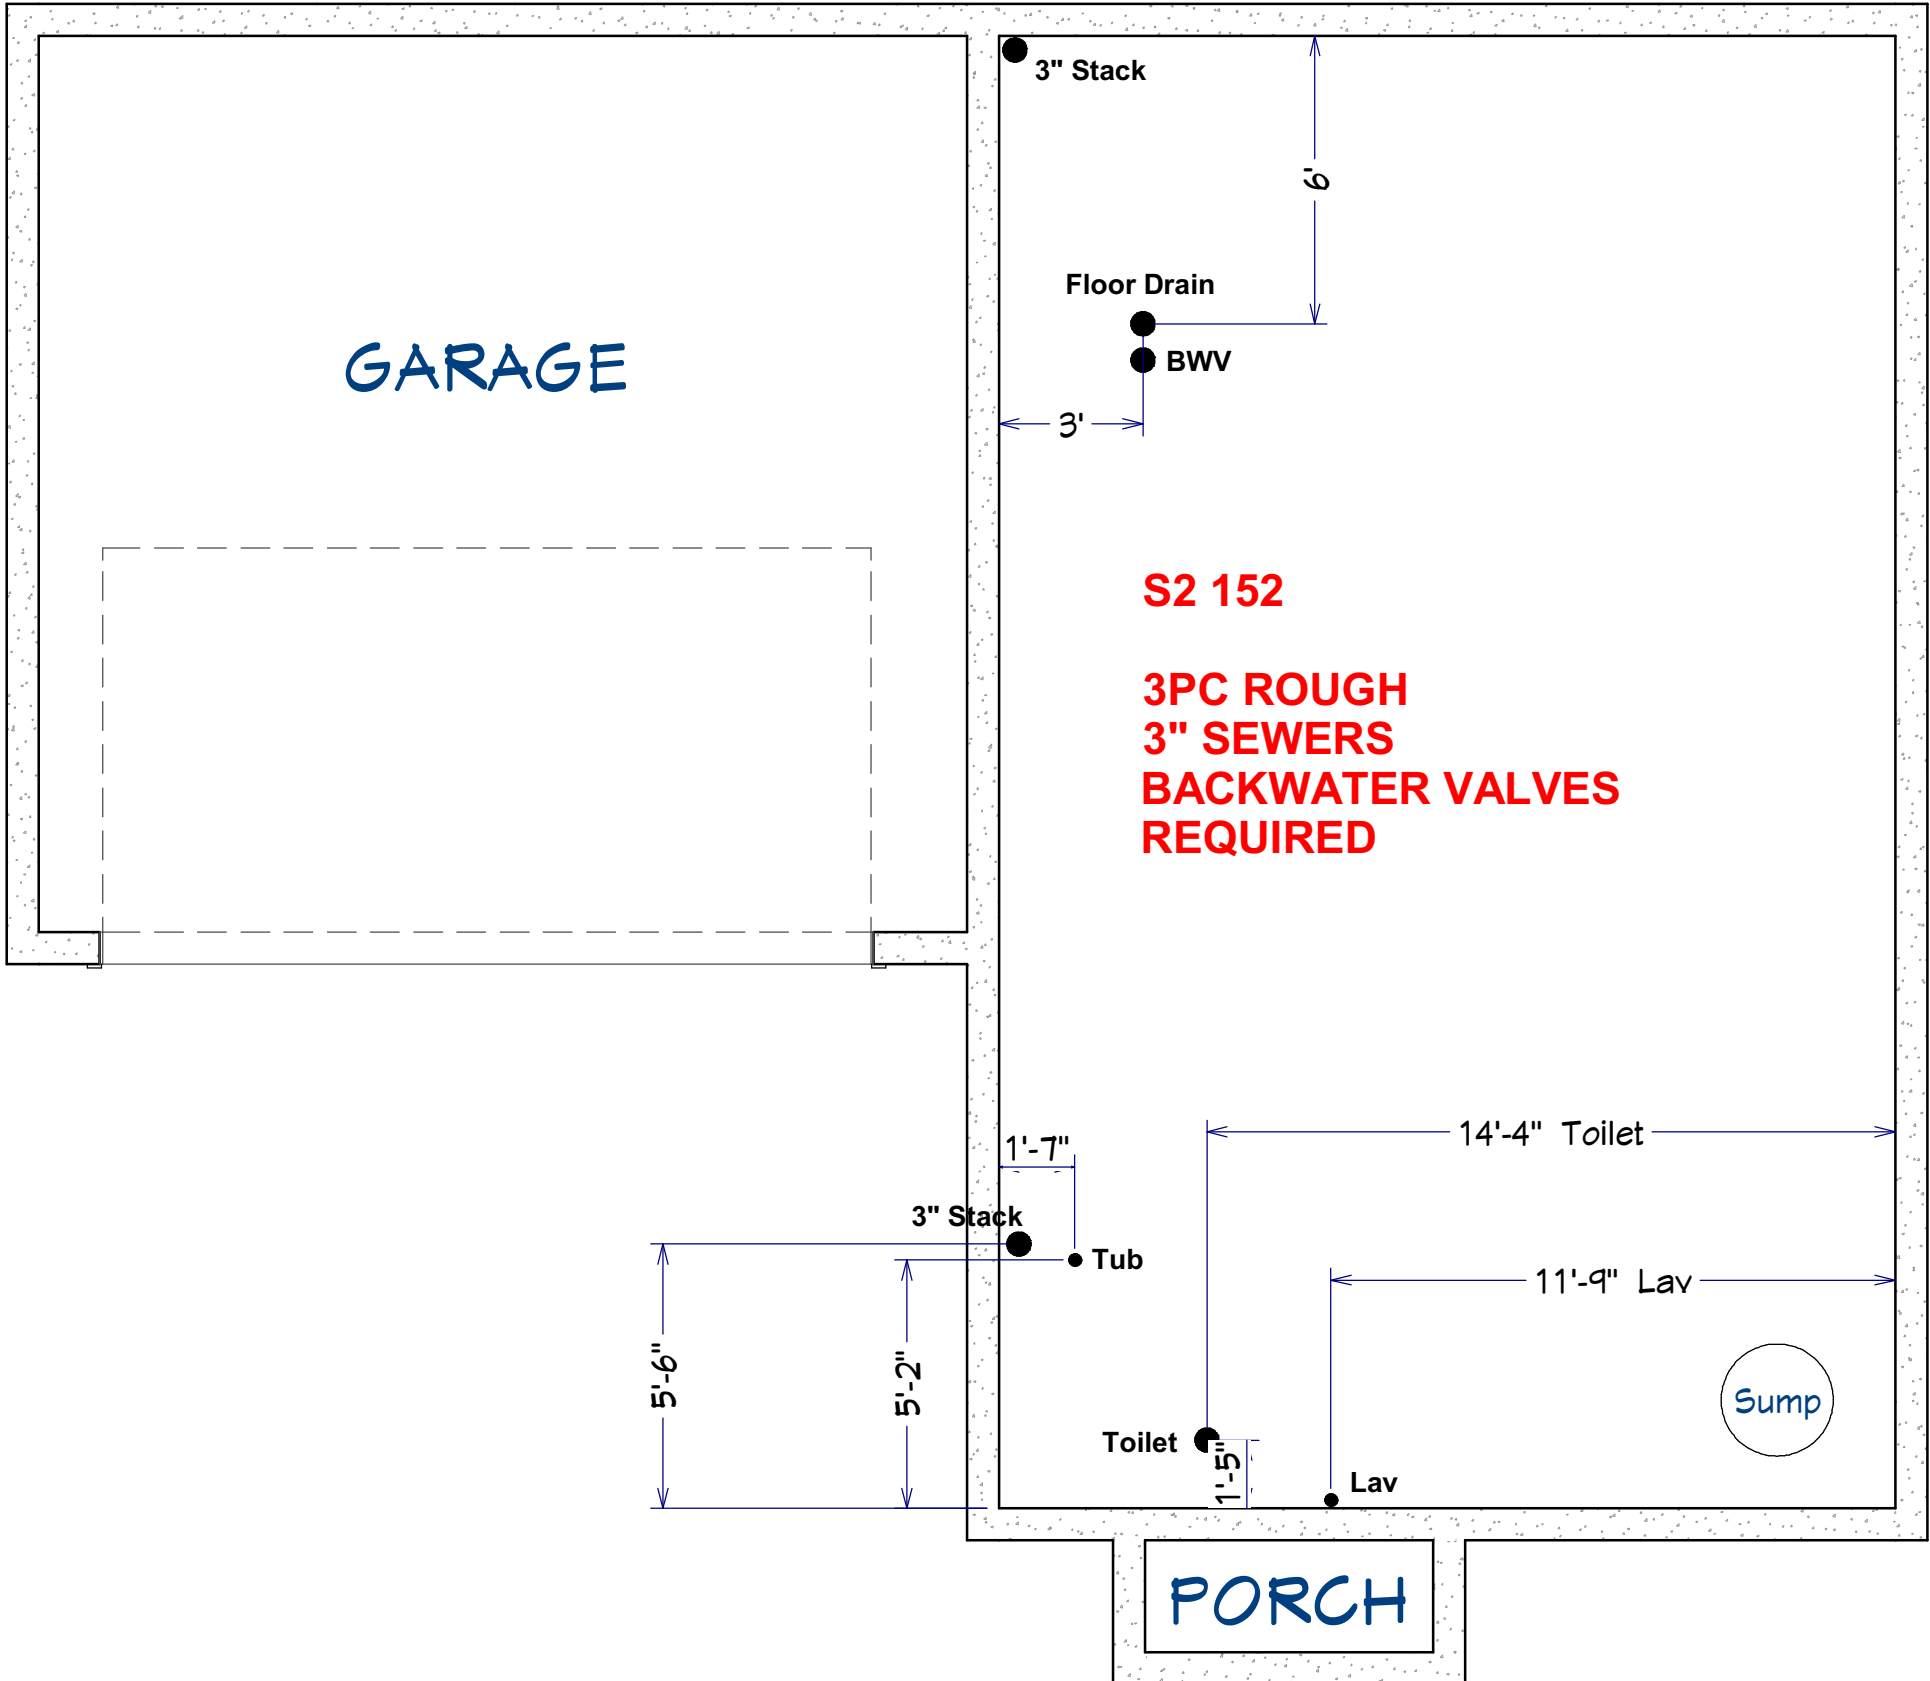 3" Stack
6'
Floor Drain
GARAGE
BWV
3'
S2 152
3PC ROUGH
3" SEWERS
BACKWATER VALVES
REQUIRED
14'-4" Toilet
1'-7"
3" Stack
Tub
11'-9" Lav
5'-6"
5'-2"
Sump
Toilet
1'-5"
Lav
PORCH